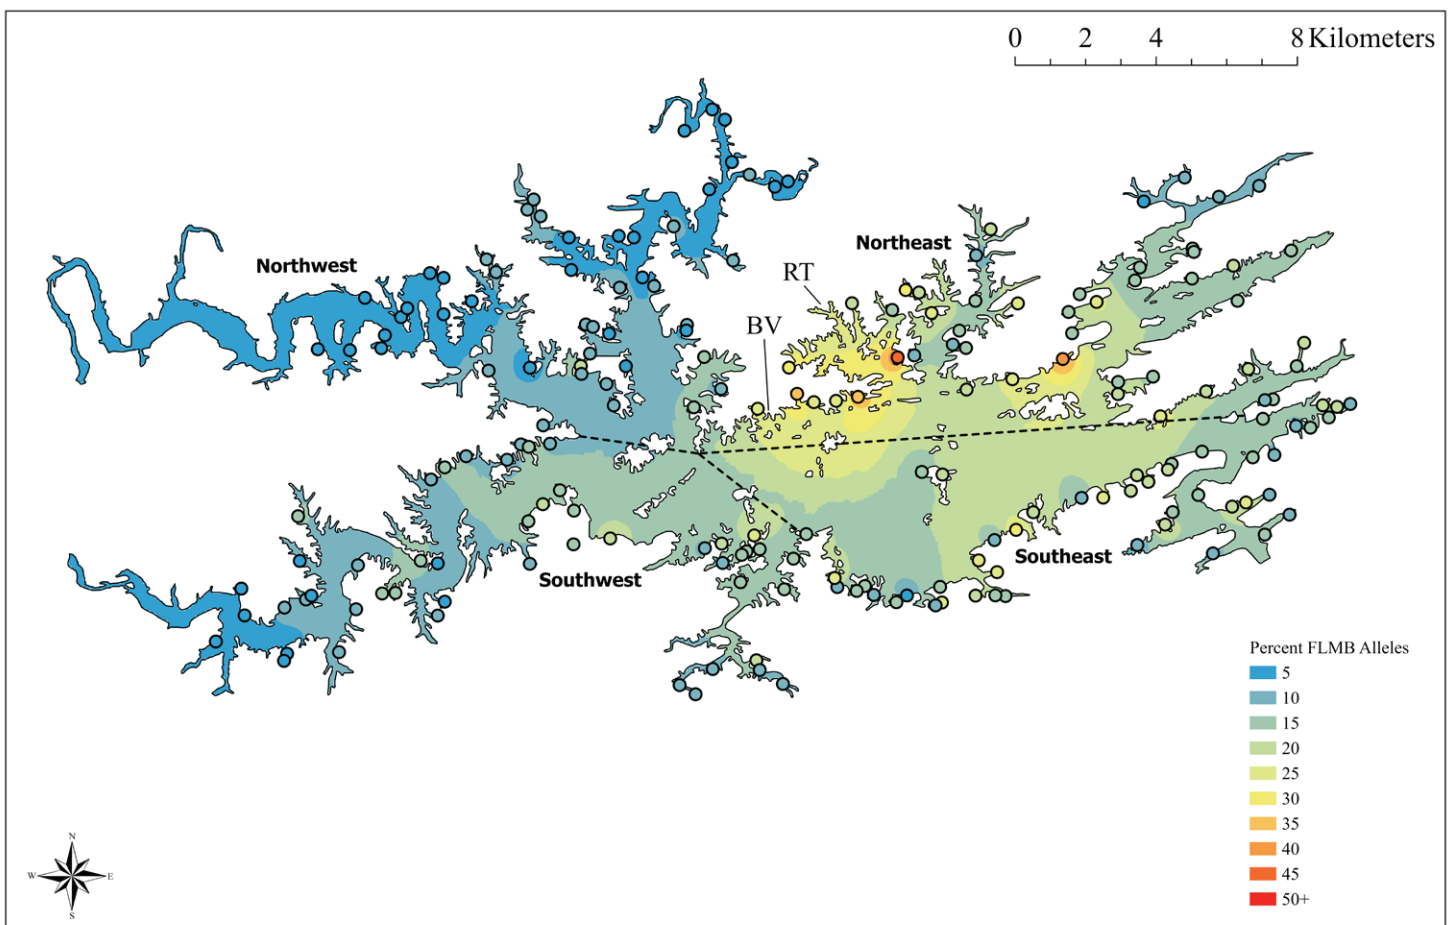 0 2 4 8 Kilometers
Northeast
Northwest
RT
BV
Southeast
Southwest
Percent FLMB Alleles
5
10
15
20
25
30
35
40
45
50+
N
W E
S